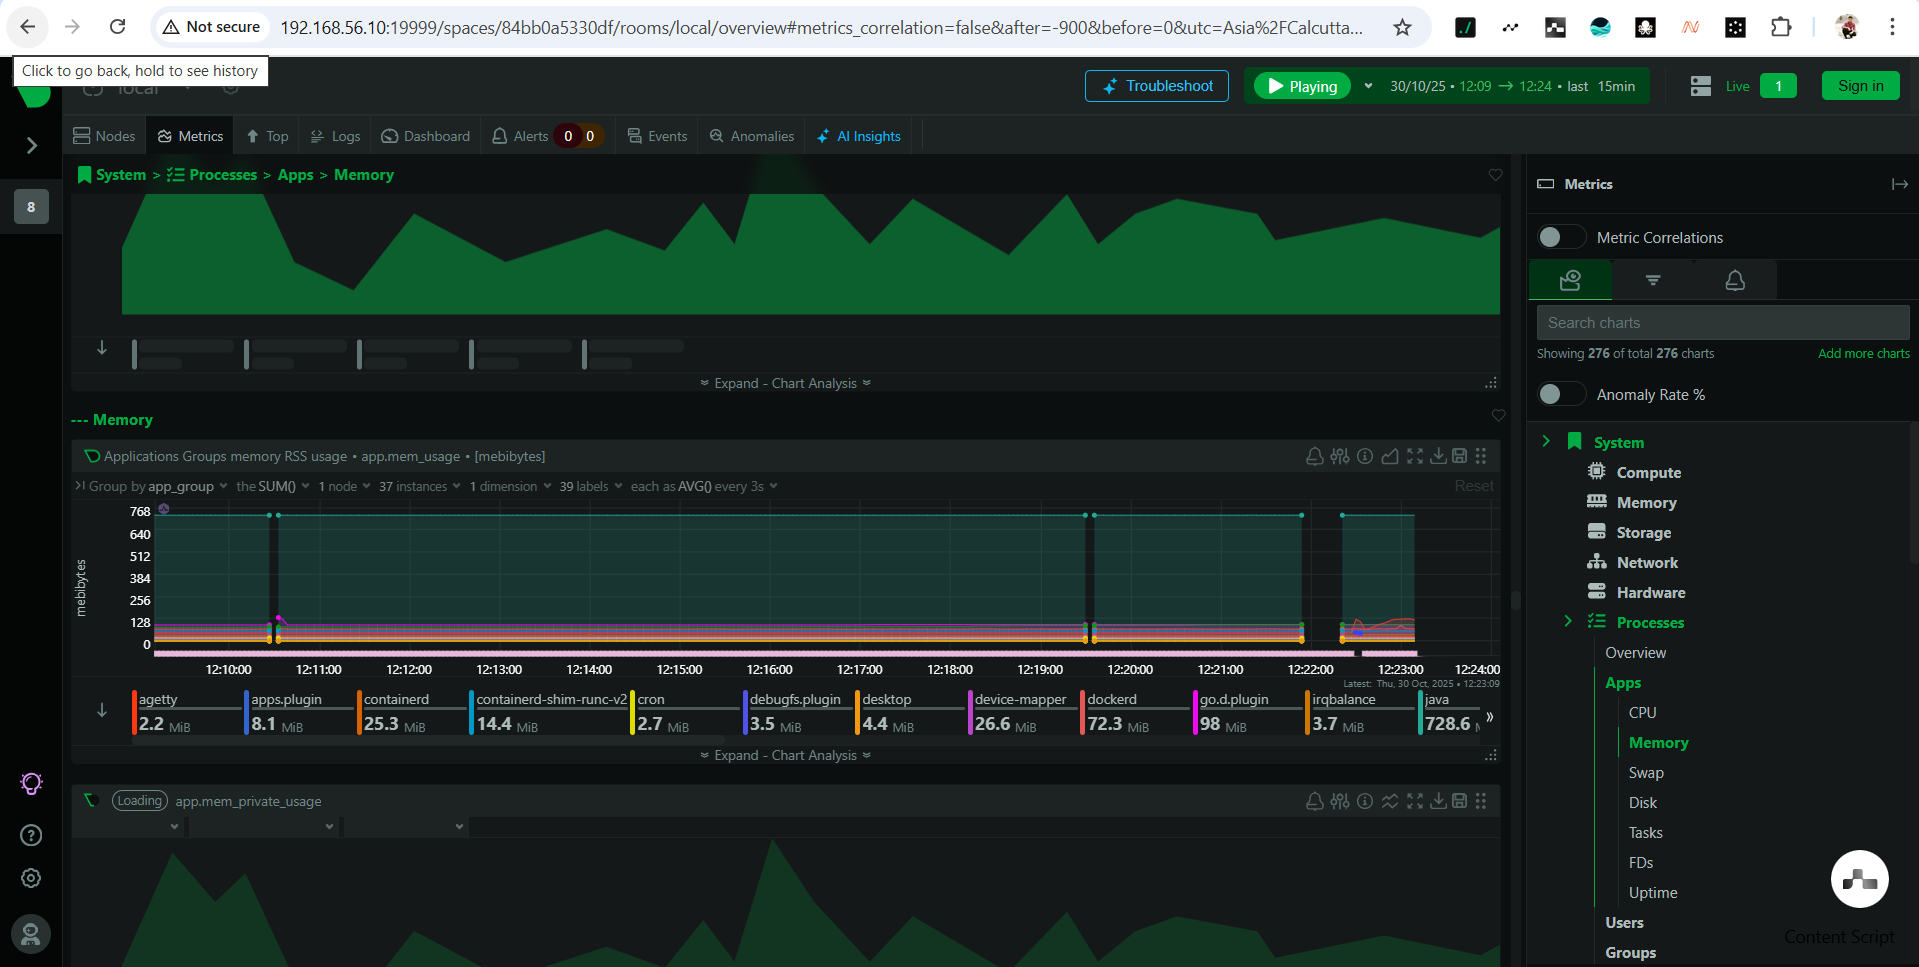 Not secure 192.168.56.10:19999/spaces/84bb0a5330df/rooms/local/overview#metrics_correlation=false&after=-900&before=0&utc=Asia%2FCalcutta...
Click to go back, hold to see history
local
Troubleshoot
Playing
30/10/25 • 12:09 → 12:24 • last 15min
Live
1
Sign in
Nodes
Metrics
Top
Logs
Dashboard
Alerts 0 0
Events
Anomalies
AI Insights
8
System > Processes > Apps > Memory
Expand - Chart Analysis
--- Memory
Applications Groups memory RSS usage • app.mem_usage • [mebibytes]
Group by app_group the SUM() 1 node 37 instances 1 dimension 39 labels each as AVG() every 3s
Reset
mebibytes
768
640
512
384
256
128
0
12:10:00 12:11:00 12:12:00 12:13:00 12:14:00 12:15:00 12:16:00 12:17:00 12:18:00 12:19:00 12:20:00 12:21:00 12:22:00 12:23:00 12:24:00
Latest: Thu, 30 Oct, 2025 • 12:23:09
agetty apps.plugin containerd containerd-shim-runc-v2 cron debugfs.plugin desktop device-mapper dockerd go.d.plugin irqbalance java
2.2 MiB 8.1 MiB 25.3 MiB 14.4 MiB 2.7 MiB 3.5 MiB 4.4 MiB 26.6 MiB 72.3 MiB 98 MiB 3.7 MiB 728.6
Expand - Chart Analysis
Loading app.mem_private_usage
Metrics
Metric Correlations
Search charts
Showing 276 of total 276 charts
Add more charts
Anomaly Rate %
System
Compute
Memory
Storage
Network
Hardware
Processes
Overview
Apps
CPU
Memory
Swap
Disk
Tasks
FDs
Uptime
Users
Groups
Content Script